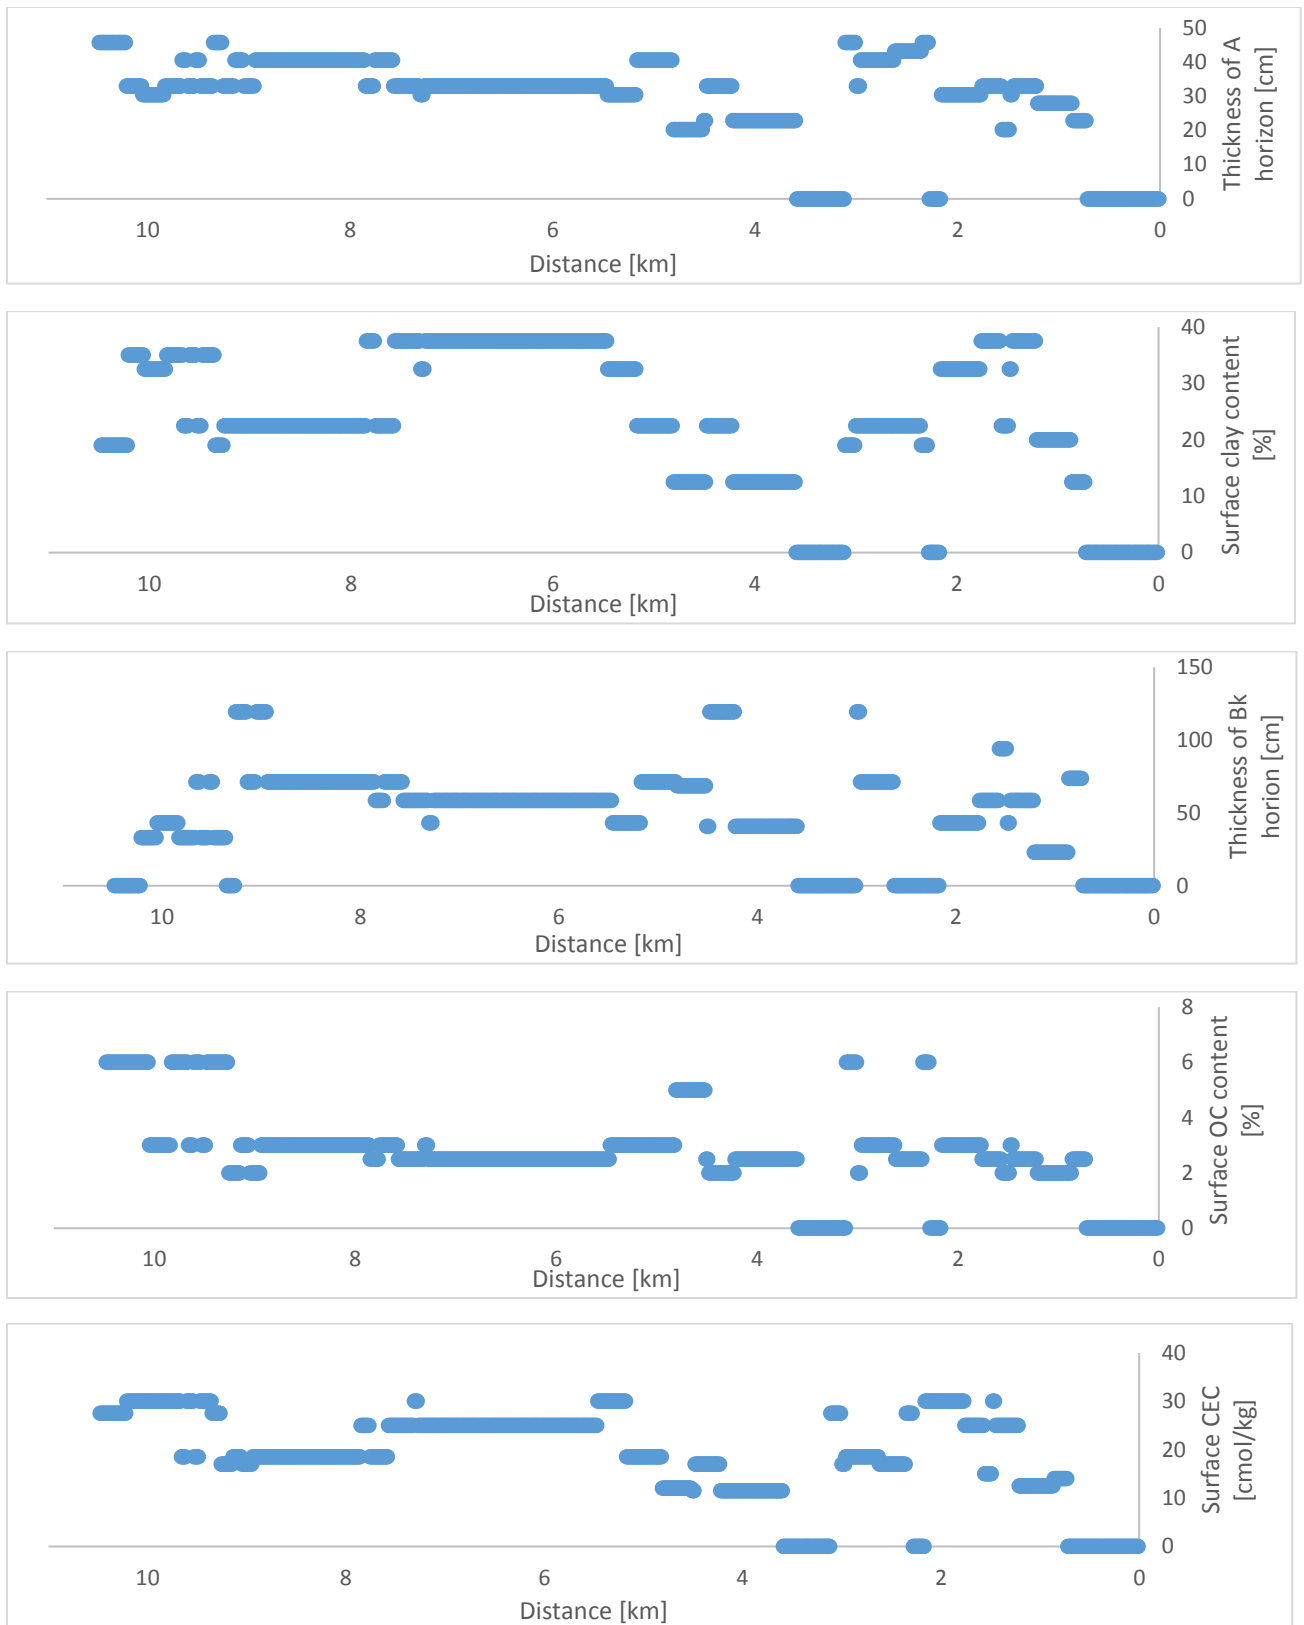 50
40
30
20
10
0
Thickness of A
horizon [cm]
10 8 6 4 2 0
Distance [km]
40
30
20
10
0
Surface clay content
[%]
10 8 6 4 2 0
Distance [km]
150
100
50
0
Thickness of Bk
horion [cm]
10 8 6 4 2 0
Distance [km]
8
6
4
2
0
Surface OC content
[%]
10 8 6 4 2 0
Distance [km]
40
30
20
10
0
Surface CEC
[cmol/kg]
10 8 6 4 2 0
Distance [km]